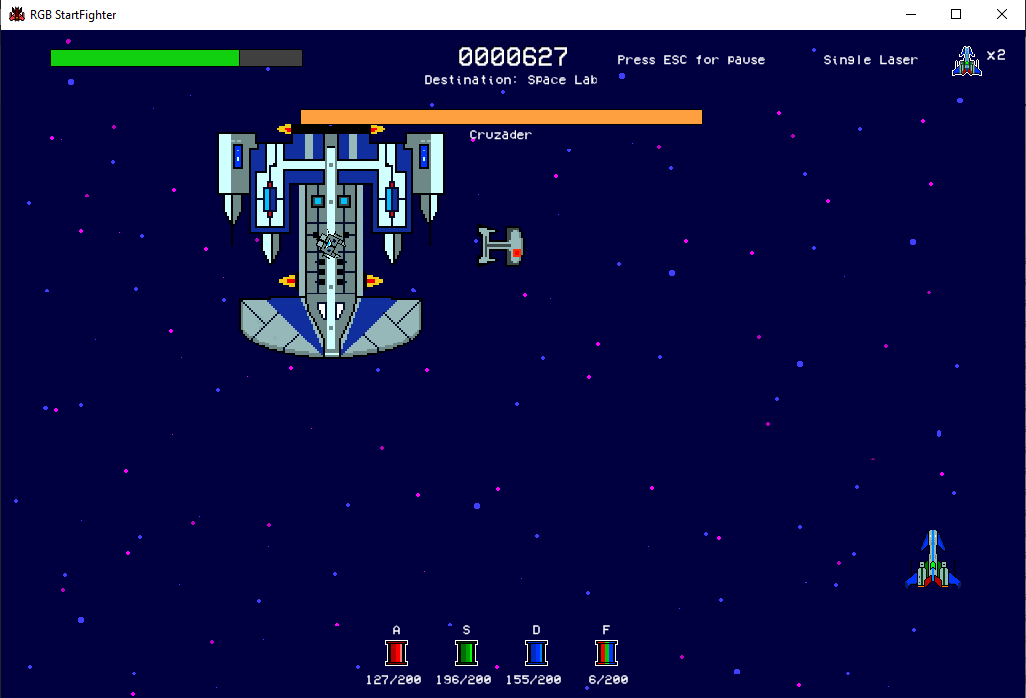 RGB StartFighter
0000627
Press ESC for pause
Single Laser
x2
Destination: Space Lab
Cruzader
A S D F
127/200 196/200 155/200 6/200